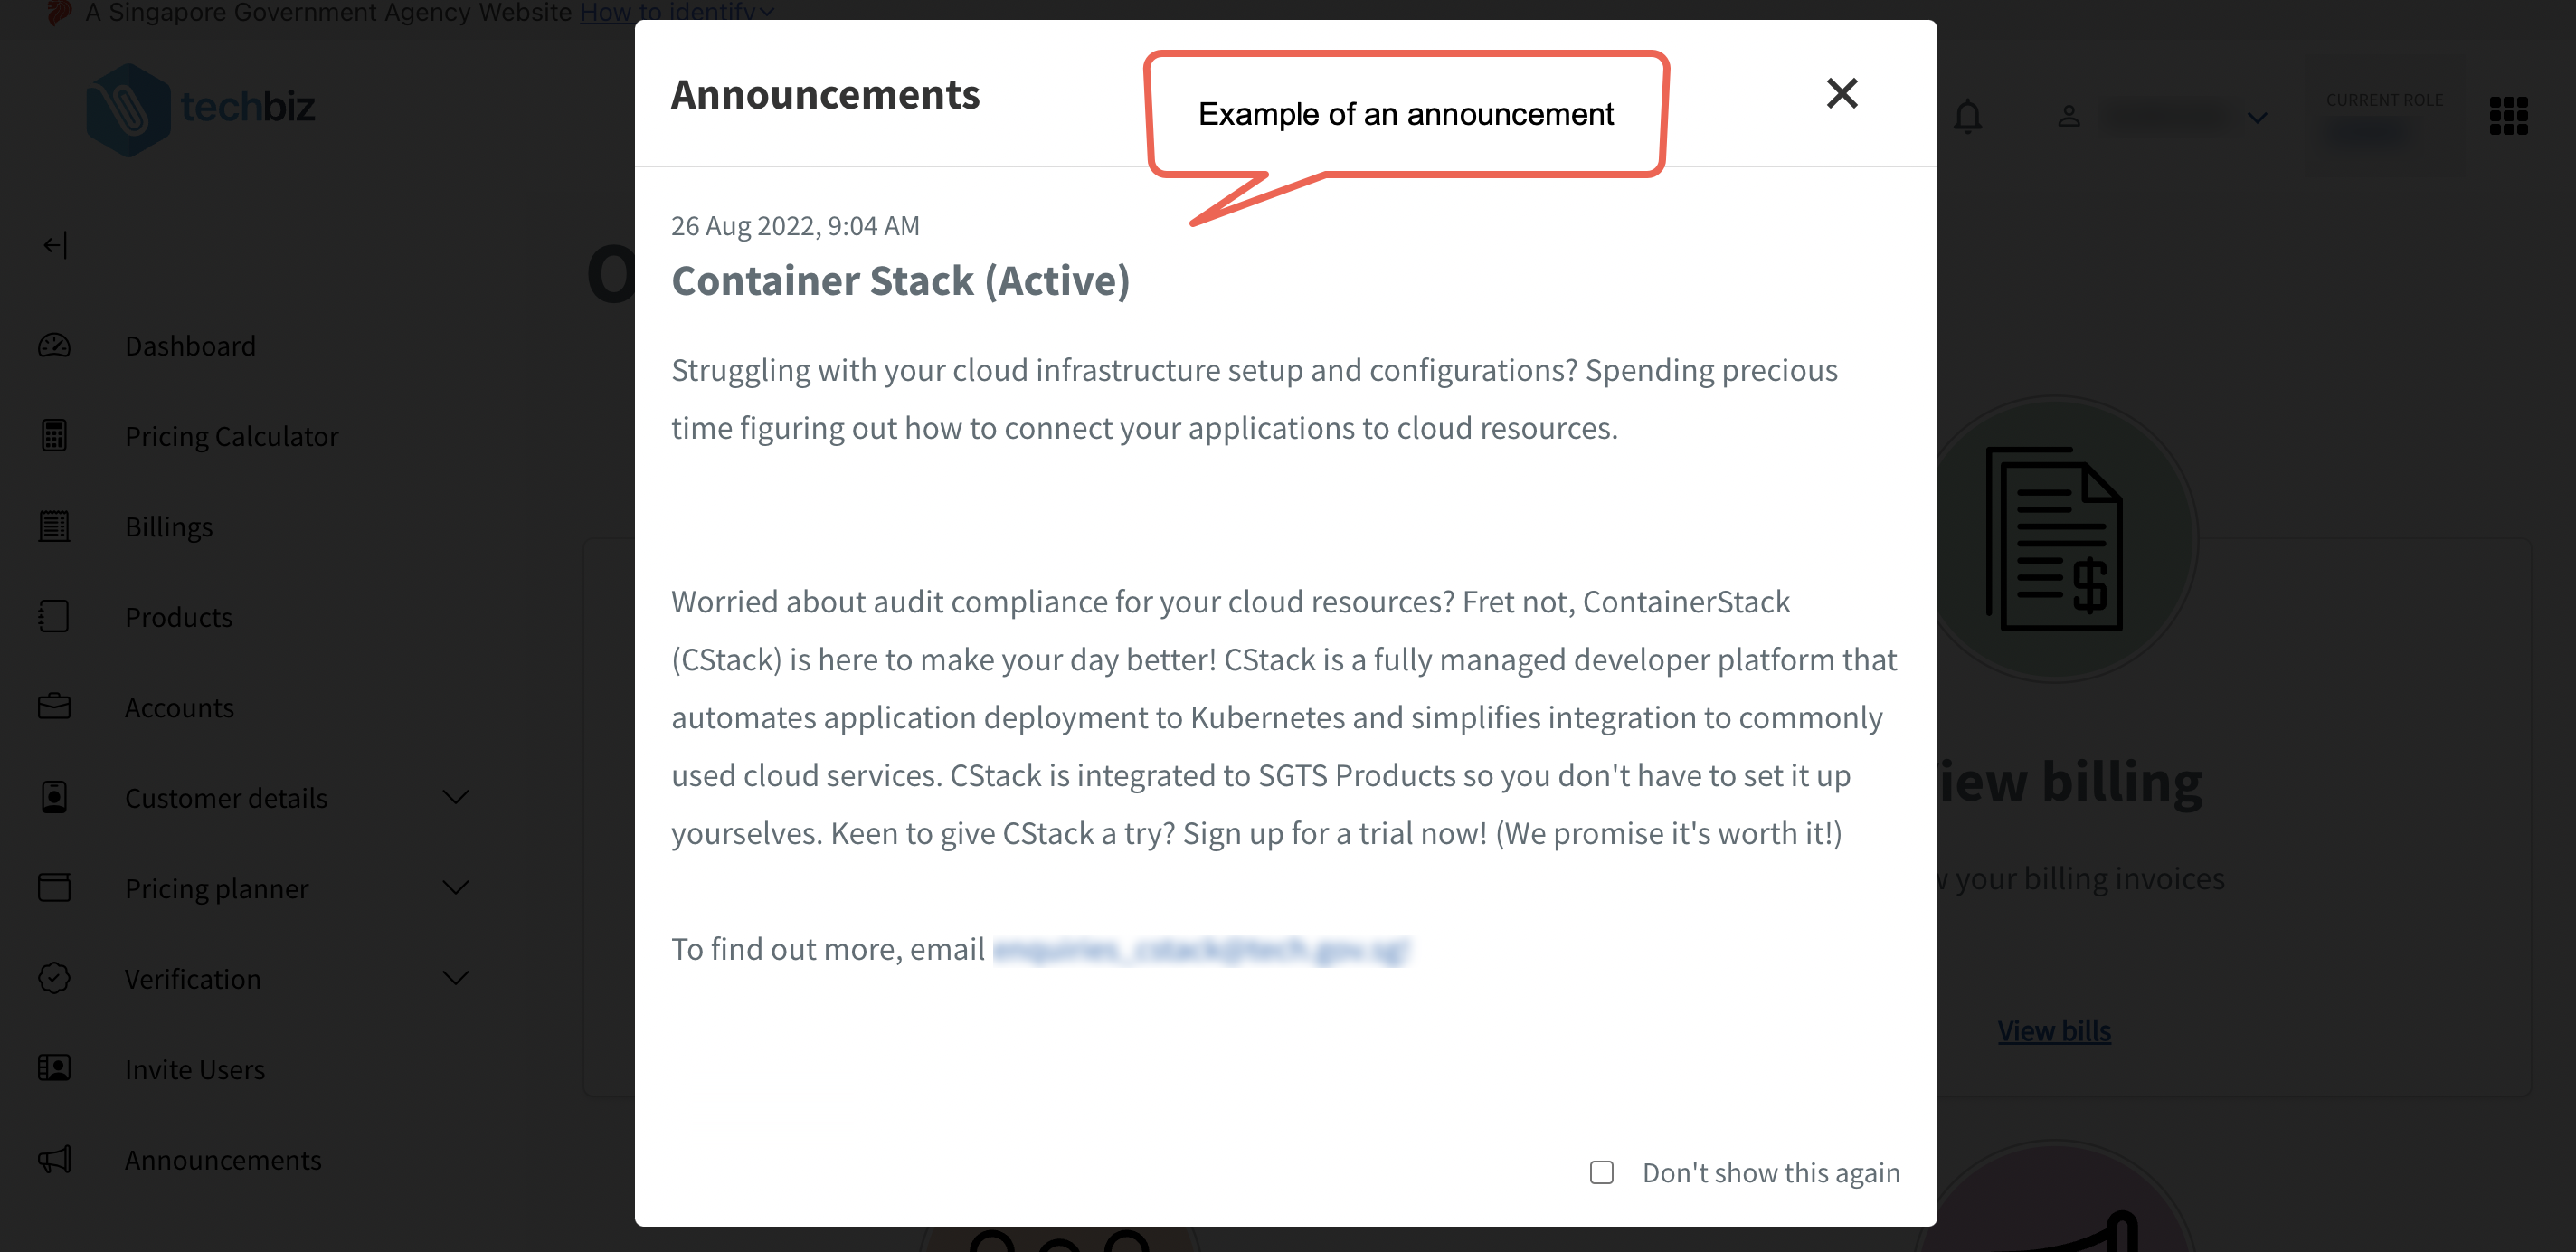 A Singapore Government Agency Website How to identify
techbiz
Announcements
Example of an announcement
CURRENT ROLE
26 Aug 2022, 9:04 AM
Container Stack (Active)
Struggling with your cloud infrastructure setup and configurations? Spending precious
time figuring out how to connect your applications to cloud resources.
Worried about audit compliance for your cloud resources? Fret not, ContainerStack
(CStack) is here to make your day better! CStack is a fully managed developer platform that
automates application deployment to Kubernetes and simplifies integration to commonly
used cloud services. CStack is integrated to SGTS Products so you don't have to set it up
yourselves. Keen to give CStack a try? Sign up for a trial now! (We promise it's worth it!)
To find out more, email
Don't show this again
Dashboard
Pricing Calculator
Billings
Products
Accounts
Customer details
Pricing planner
Verification
Invite Users
Announcements
O
iew billing
your billing invoices
View bills